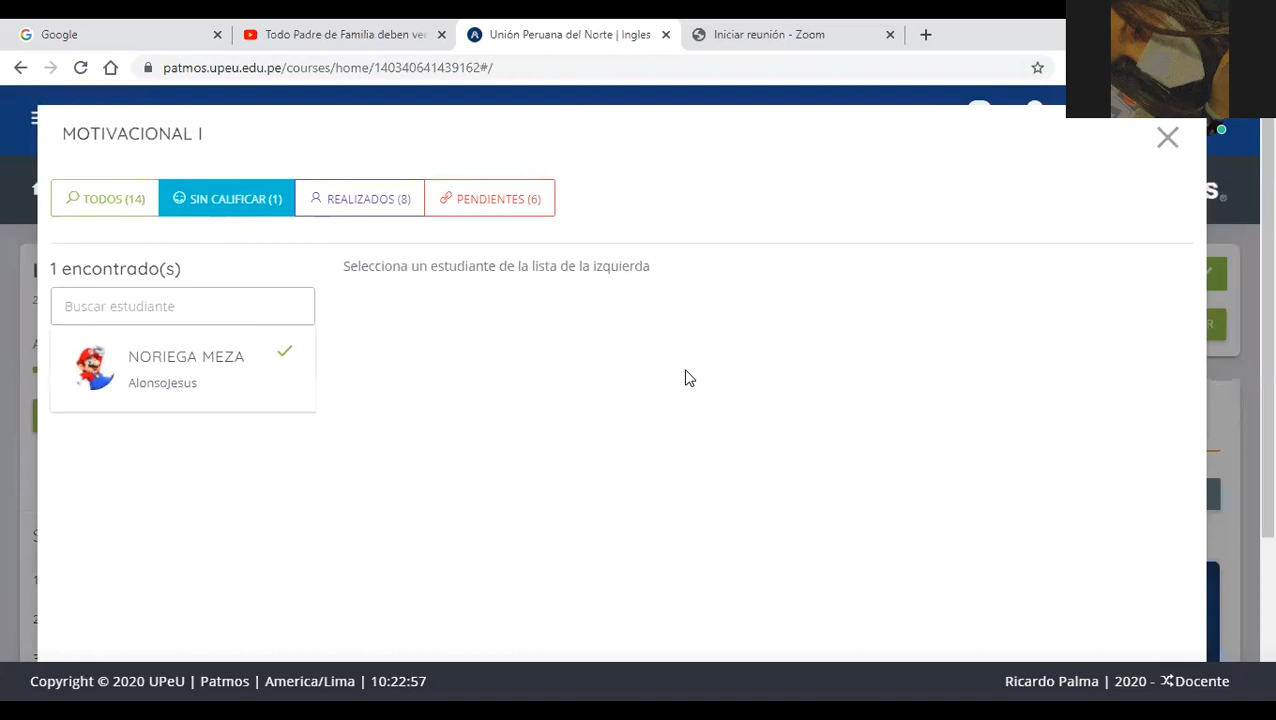 Google
Todo Padre de Familia deben ver
Unión Peruana del Norte | Ingles
Iniciar reunión - Zoom
patmos.upeu.edu.pe/courses/home/140340641439162#/
MOTIVACIONAL I
TODOS (14)
SIN CALIFICAR (1)
REALIZADOS (8)
PENDIENTES (6)
1 encontrado(s)
Selecciona un estudiante de la lista de la izquierda
Buscar estudiante
NORIEGA MEZA
AlonsoJesus
Copyright © 2020 UPeU | Patmos | America/Lima | 10:22:57
Ricardo Palma | 2020 - Docente